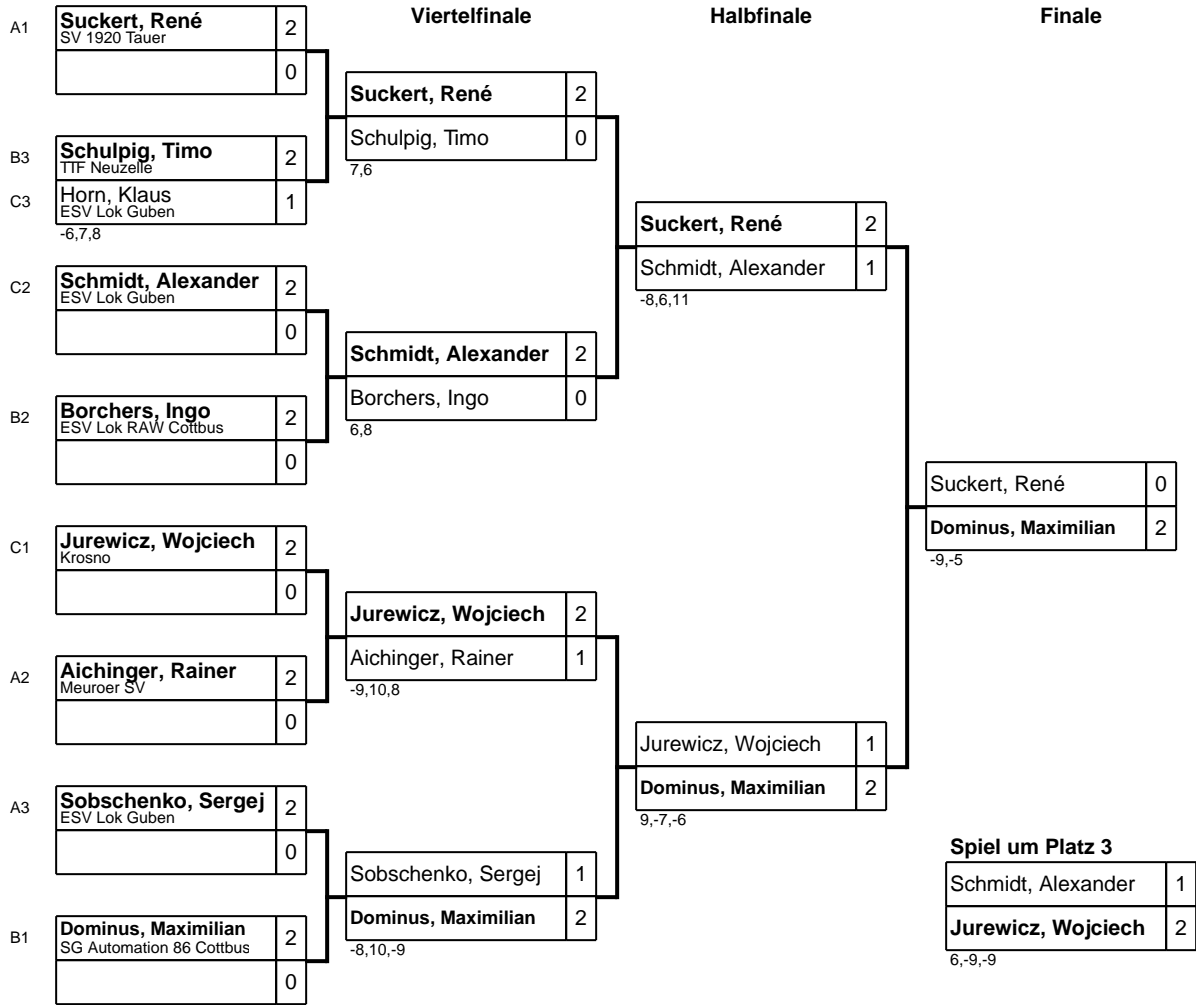 Viertelfinale Halbfinale Finale
A1 Suckert, René 2
SV 1920 Tauer
0
B3 Schulpig, Timo 2
TTF Neuzelle
C3 Horn, Klaus 1
ESV Lok Guben
-6,7,8
C2 Schmidt, Alexander 2
ESV Lok Guben
0
B2 Borchers, Ingo 2
ESV Lok RAW Cottbus
0
C1 Jurewicz, Wojciech 2
Krosno
0
A2 Aichinger, Rainer 2
Meuroer SV
0
A3 Sobschenko, Sergej 2
ESV Lok Guben
0
B1 Dominus, Maximilian 2
SG Automation 86 Cottbus
0
Suckert, René 2
Schulpig, Timo 0
7,6
Schmidt, Alexander 2
Borchers, Ingo 0
6,8
Jurewicz, Wojciech 2
Aichinger, Rainer 1
-9,10,8
Sobschenko, Sergej 1
Dominus, Maximilian 2
-8,10,-9
Suckert, René 2
Schmidt, Alexander 1
-8,6,11
Jurewicz, Wojciech 1
Dominus, Maximilian 2
9,-7,-6
Suckert, René 0
Dominus, Maximilian 2
-9,-5
Spiel um Platz 3
Schmidt, Alexander 1
Jurewicz, Wojciech 2
6,-9,-9